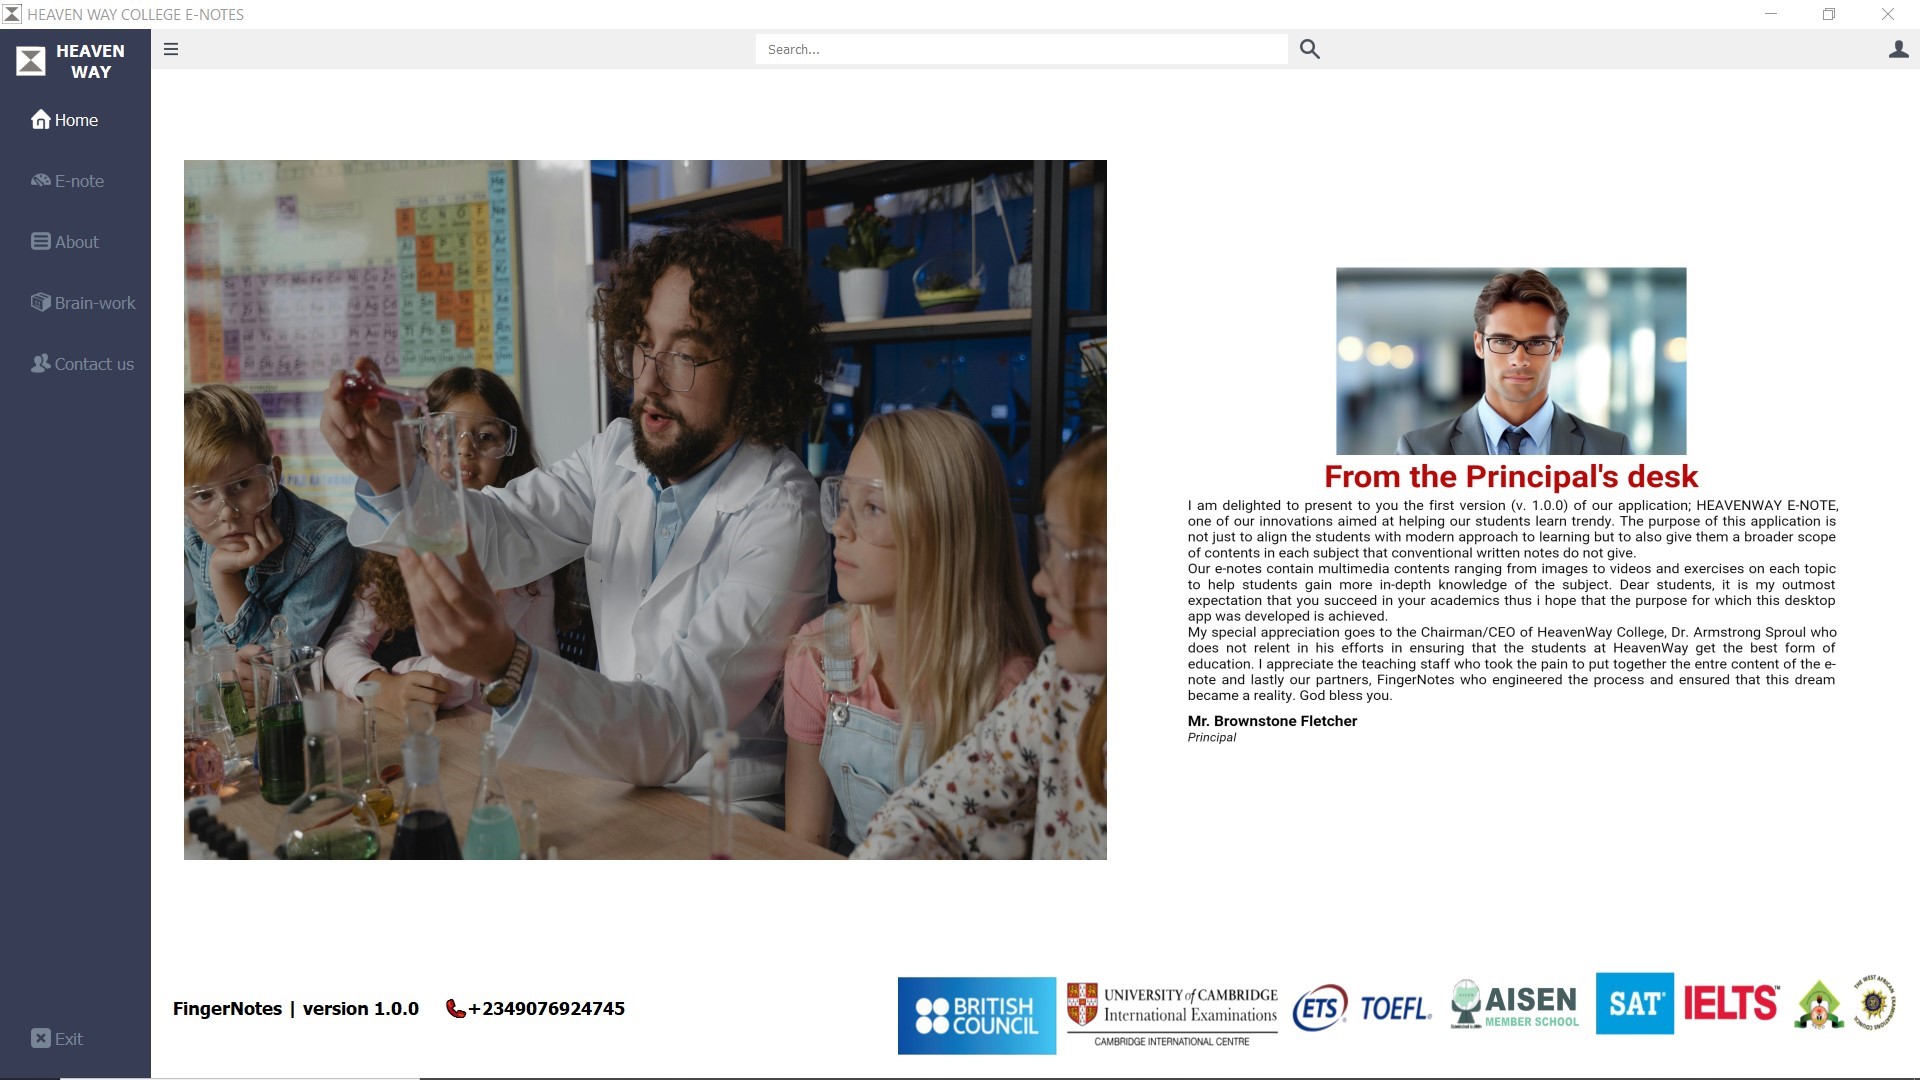 HEAVEN WAY COLLEGE E-NOTES
HEAVEN
WAY
Search...
Home
E-note
About
Brain-work
Contact us
Exit
From the Principal's desk
I am delighted to present to you the first version (v. 1.0.0) of our application; HEAVENWAY E-NOTE,
one of our innovations aimed at helping our students learn trendy. The purpose of this application is
not just to align the students with modern approach to learning but to also give them a broader scope
of contents in each subject that conventional written notes do not give.
Our e-notes contain multimedia contents ranging from images to videos and exercises on each topic
to help students gain more in-depth knowledge of the subject. Dear students, it is my outmost
expectation that you succeed in your academics thus i hope that the purpose for which this desktop
app was developed is achieved.
My special appreciation goes to the Chairman/CEO of HeavenWay College, Dr. Armstrong Sproul who
does not relent in his efforts in ensuring that the students at HeavenWay get the best form of
education. I appreciate the teaching staff who took the pain to put together the entre content of the e-
note and lastly our partners, FingerNotes who engineered the process and ensured that this dream
became a reality. God bless you.
Mr. Brownstone Fletcher
Principal
FingerNotes | version 1.0.0
+2349076924745
BRITISH
COUNCIL
UNIVERSITY of CAMBRIDGE
International Examinations
CAMBRIDGE INTERNATIONAL CENTRE
ETS TOEFL
AISEN
MEMBER SCHOOL
SAT
IELTS™
THE WEST AFRICAN EXAMINATIONS COUNCIL